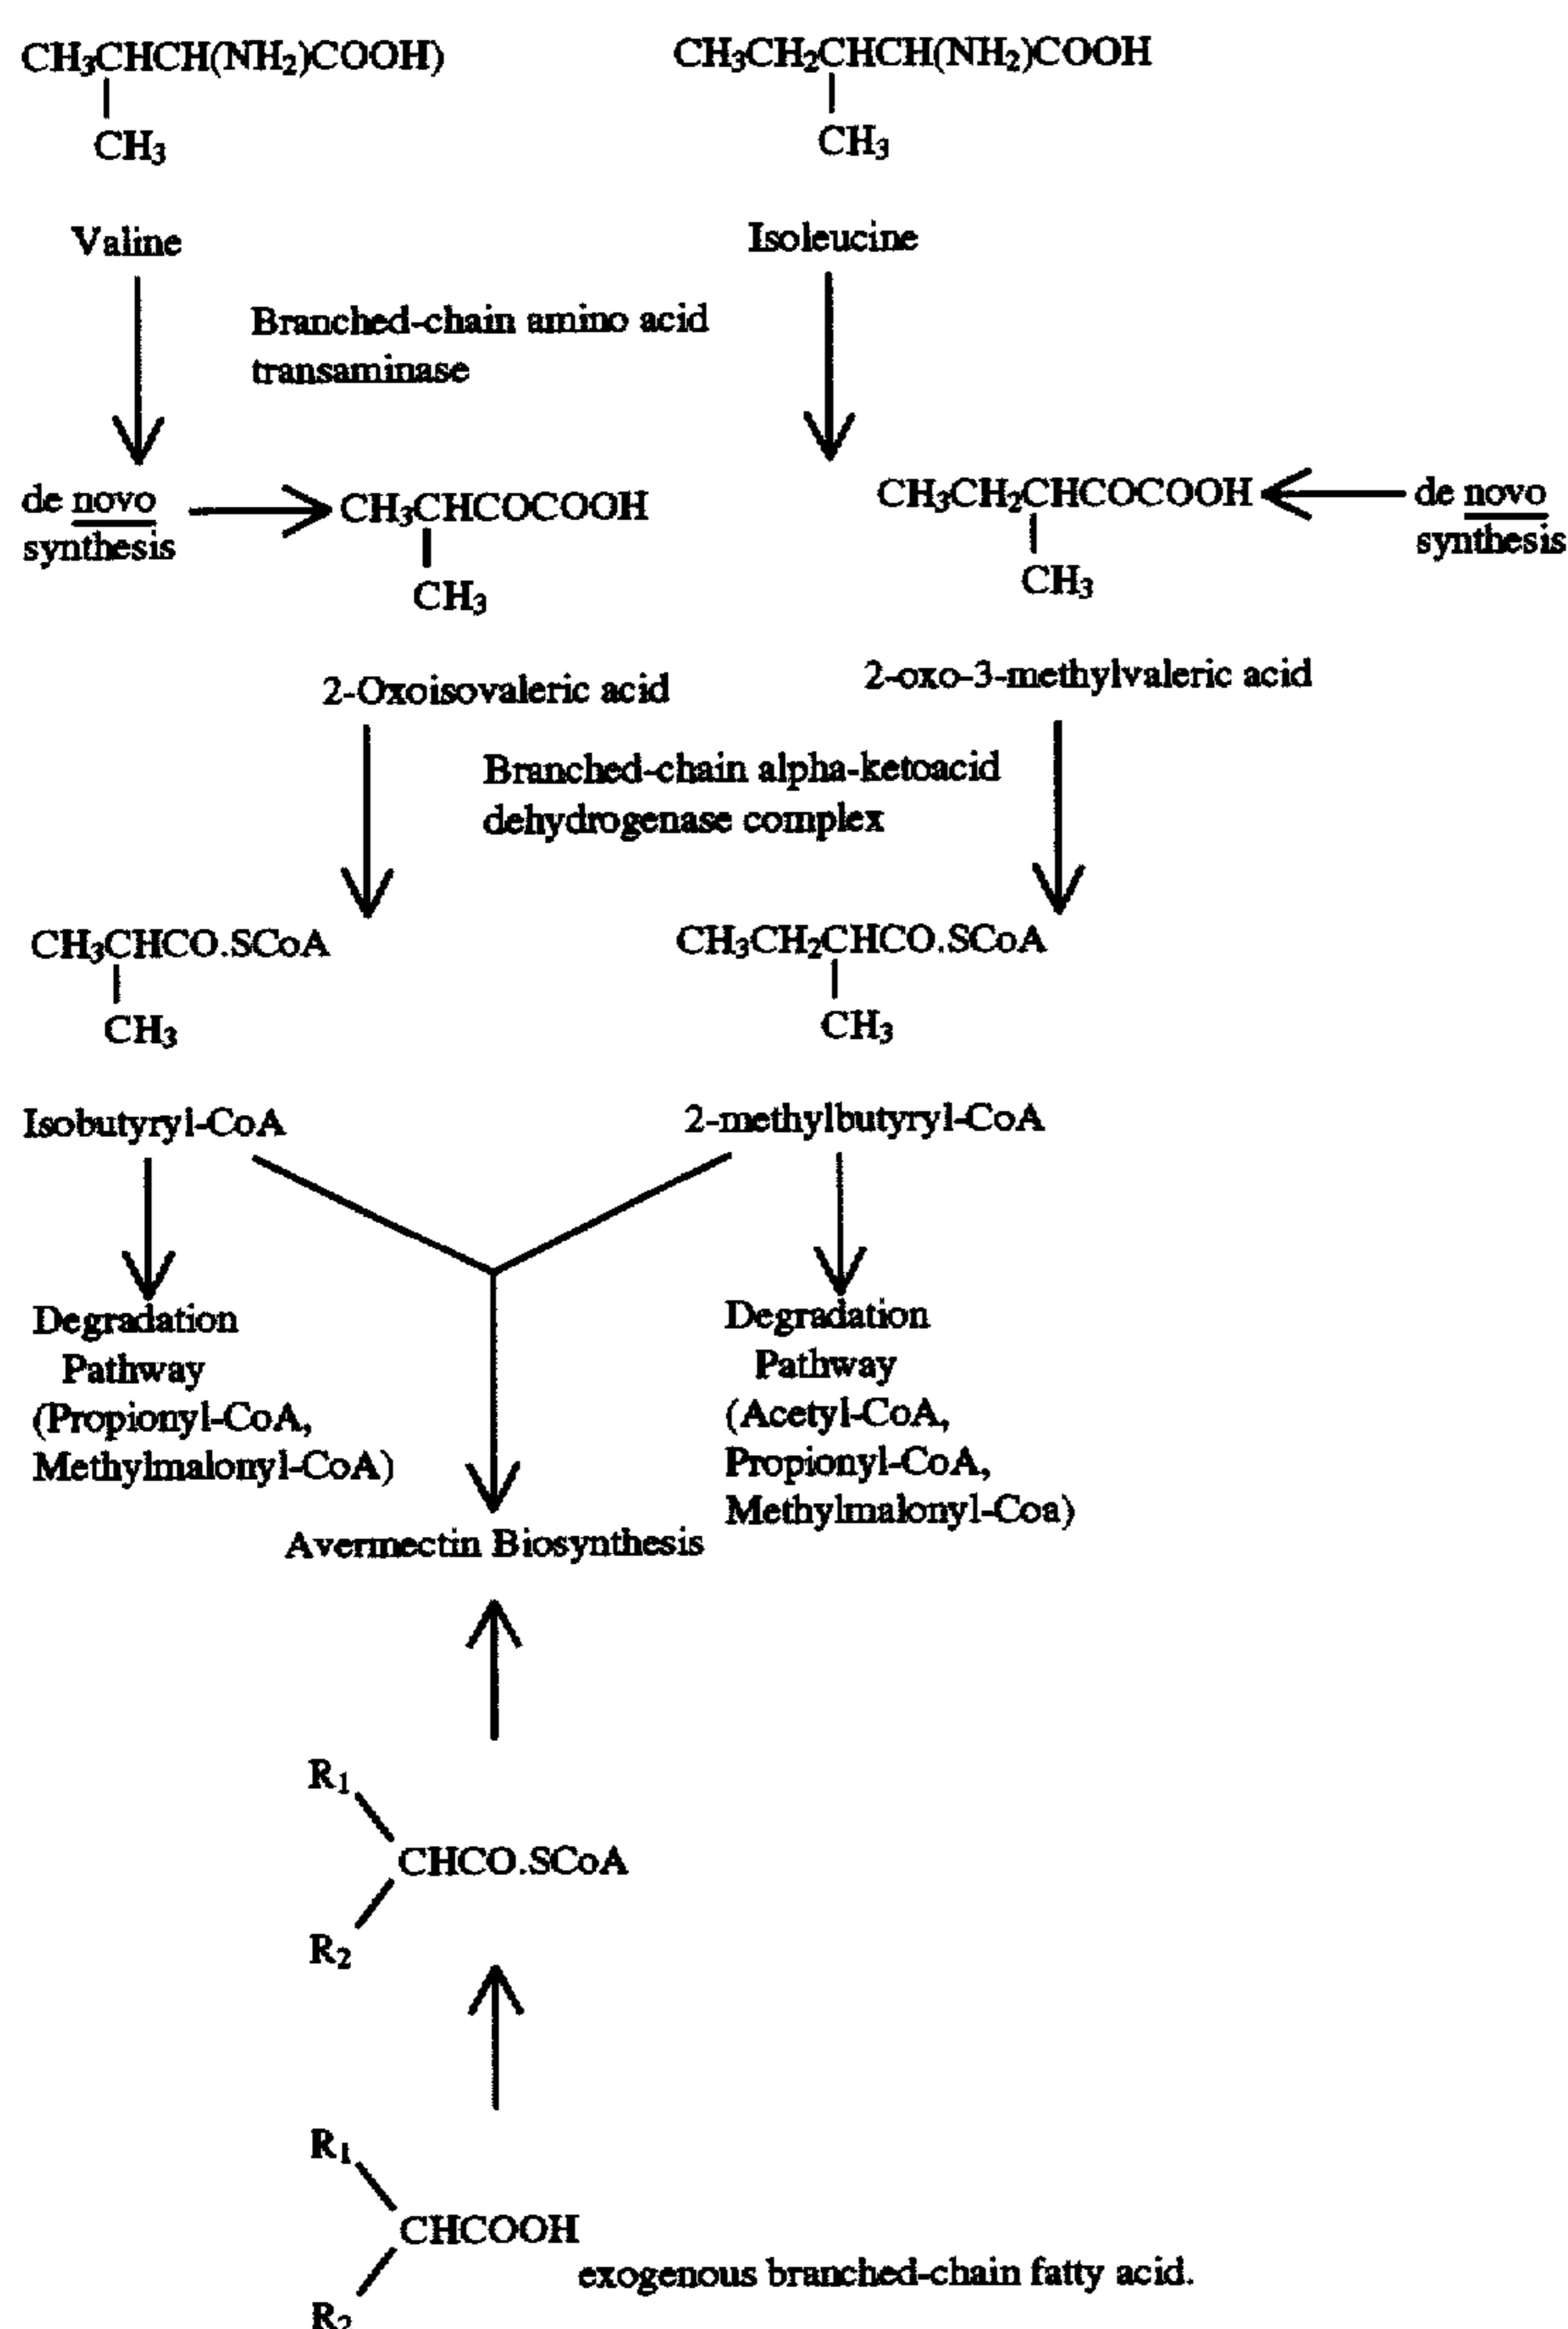 CH₃CHCH(NH₂)COOH)
CH₃
Valine
CH₃CH₂CHCH(NH₂)COOH
CH₃
Isoleucine
Branched-chain amino acid
transaminase
de novo
synthesis
CH₃CHCOCOOH
CH₃
2-Oxoisovaleric acid
CH₃CH₂CHCOCOOH
CH₃
2-oxo-3-methylvaleric acid
de novo
synthesis
Branched-chain alpha-ketoacid
dehydrogenase complex
CH₃CHCO.SCoA
CH₃
Isobutyryl-CoA
CH₃CH₂CHCO.SCoA
CH₃
2-methylbutyryl-CoA
Degradation
Pathway
(Propionyl-CoA,
Methylmalonyl-CoA)
Degradation
Pathway
(Acetyl-CoA,
Propionyl-CoA,
Methylmalonyl-Coa)
Avermectin Biosynthesis
R₁
CHCO.SCoA
R₂
R₁
CHCOOH
exogenous branched-chain fatty acid.
R₂